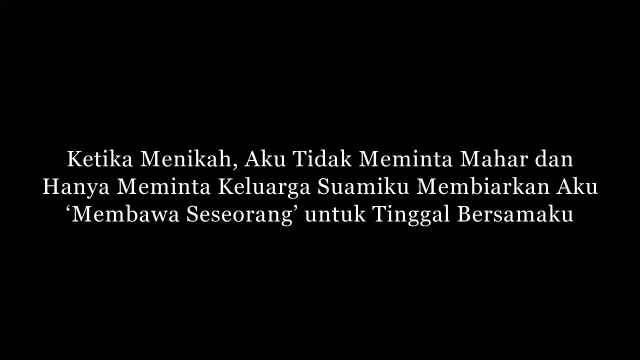 Ketika Menikah, Aku Tidak Meminta Mahar dan
Hanya Meminta Keluarga Suamiku Membiarkan Aku
‘Membawa Seseorang’ untuk Tinggal Bersamaku